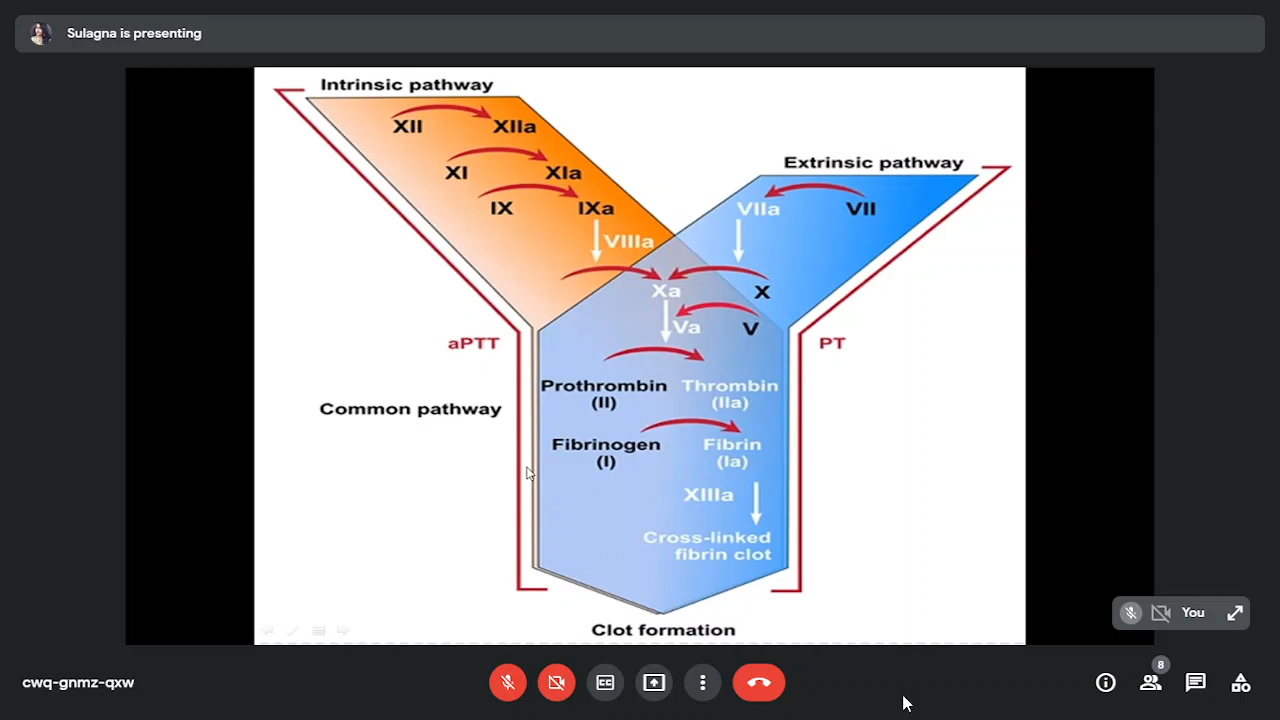 Sulagna is presenting
Intrinsic pathway
XII XIIa
Extrinsic pathway
XI XIa
IX IXa VIIa VII
VIIIa
Xa X
Va V
aPTT PT
Prothrombin Thrombin
(II) (IIa)
Common pathway
Fibrinogen Fibrin
(I) (Ia)
XIIIa
Cross-linked
fibrin clot
Clot formation
You
8
cwq-gnmz-qxw
CC